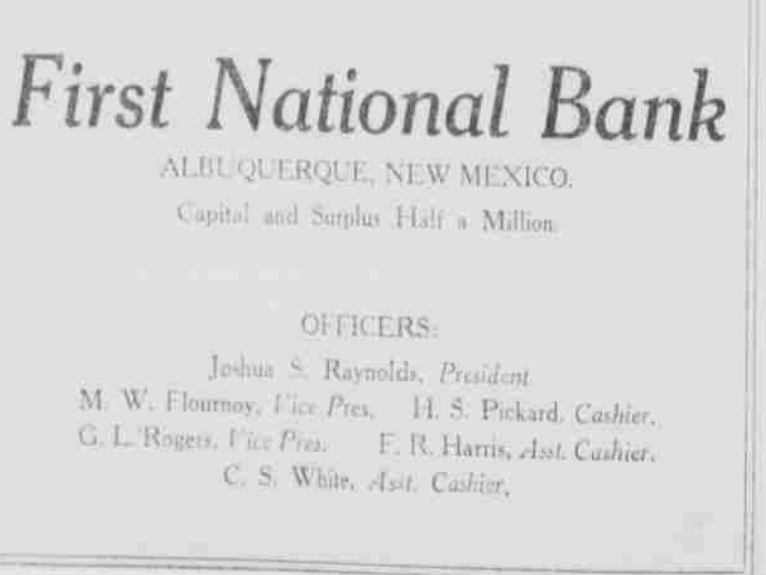 First National Bank
ALBUQUERQUE, NEW MEXICO.
Capital and Surplus Half a Million.
OFFICERS:
Joshua S. Raynolds, President
M. W. Flournoy, Vice Pres. H. S. Pickard, Cashier.
G. L. Rogers, Vice Pres. F. R. Harris, Asst. Cashier.
C. S. White, Asst. Cashier,